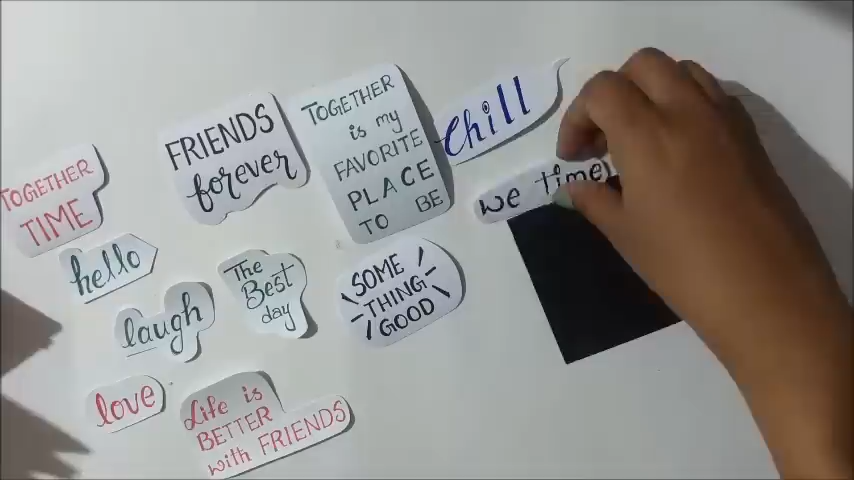 TOGETHER
TIME
FRIENDS
forever
TOGETHER
is my
FAVORITE
PLACE
TO BE
chill
we time
hello
laugh
The
Best
day
SOME
THING
GOOD
love
Life is
BETTER
with FRIENDS